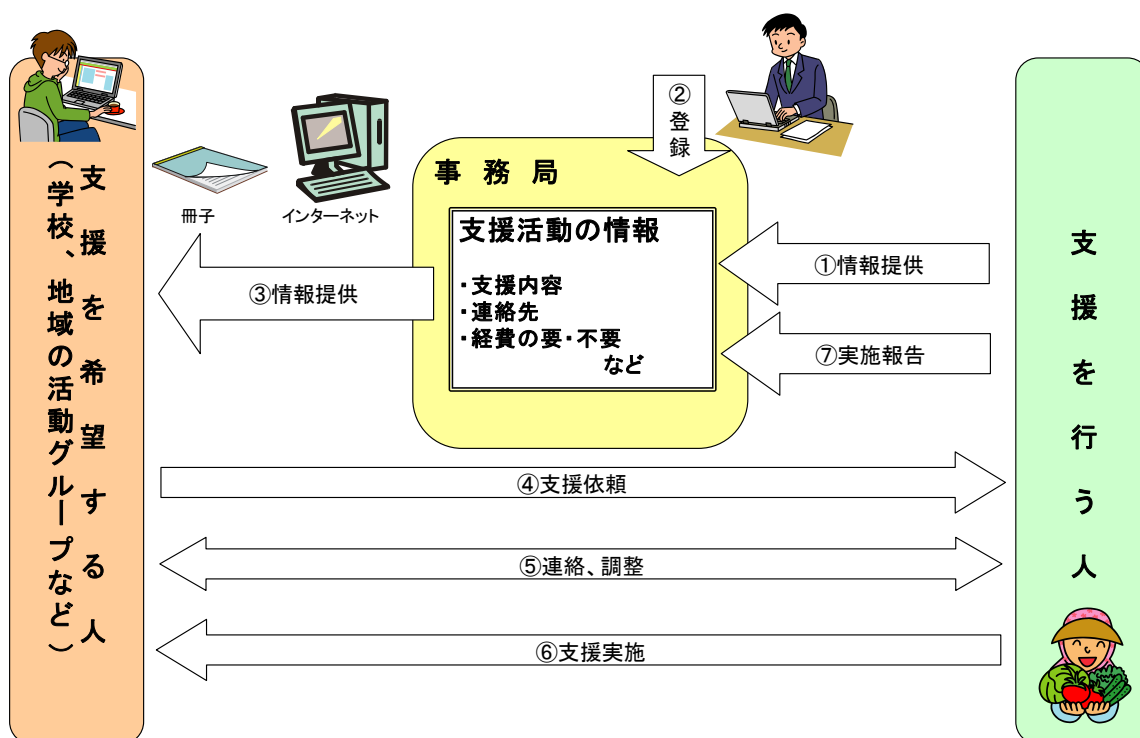 支援を希望する人
（学校、地域の活動グループなど）
冊子
インターネット
②登録
事務局
支援活動の情報
・支援内容
・連絡先
・経費の要・不要
など
③情報提供
①情報提供
⑦実施報告
④支援依頼
⑤連絡、調整
⑥支援実施
支援を行う人